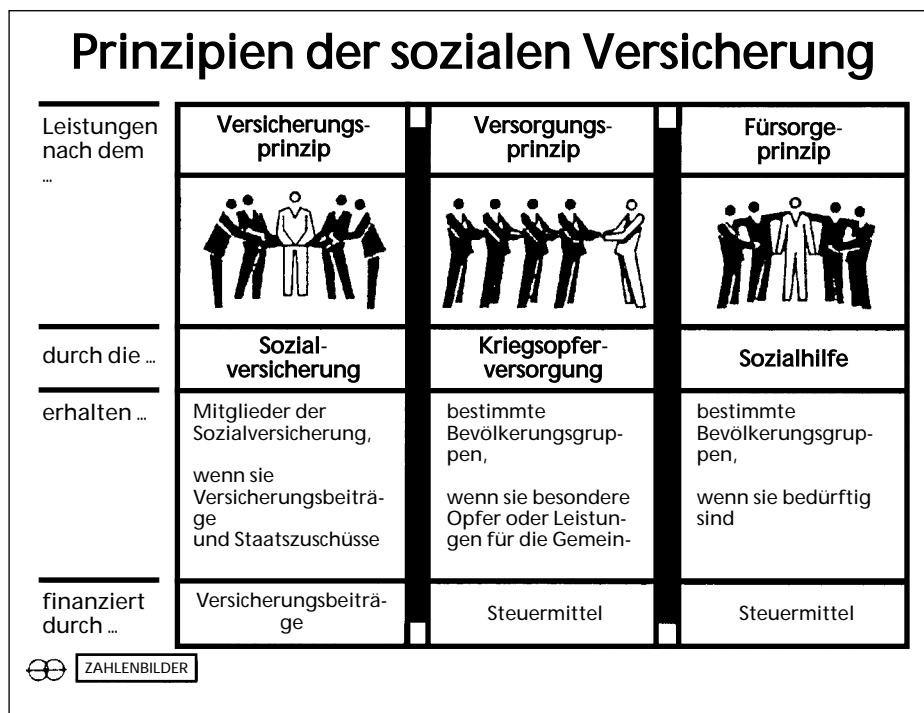 Prinzipien der sozialen Versicherung
Leistungen
nach dem
...
Versicherungs-
prinzip
Versorgungs-
prinzip
Fürsorge-
prinzip
durch die ...
Sozial-
versicherung
Kriegsopfer-
versorgung
Sozialhilfe
erhalten ...
Mitglieder der
Sozialversicherung,
wenn sie
Versicherungsbeiträ-
ge
und Staatszuschüsse
bestimmte
Bevölkerungsgrup-
pen,
wenn sie besondere
Opfer oder Leistun-
gen für die Gemein-
bestimmte
Bevölkerungsgrup-
pen,
wenn sie bedürftig
sind
finanziert
durch ...
Versicherungsbeiträ-
ge
Steuermittel
Steuermittel
ZAHLENBILDER